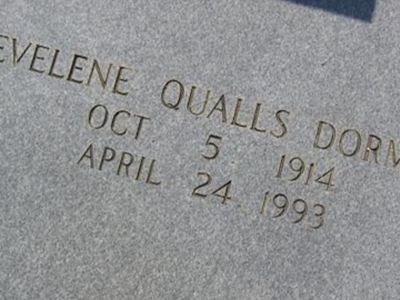 EVELENE QUALLS DORM
OCT 5 1914
APRIL 24 1993